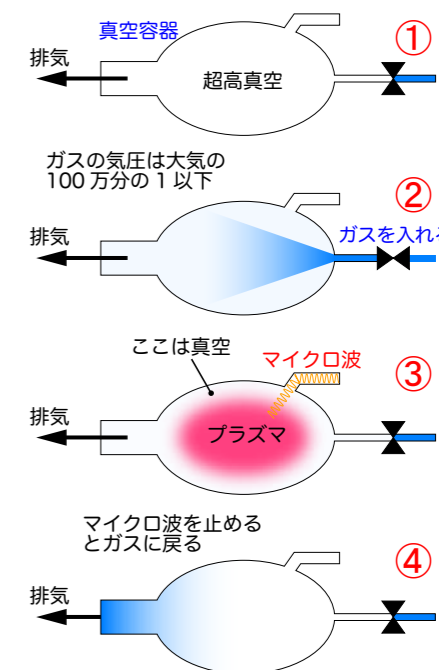 真空容器
①
排気
超高真空
ガスの気圧は大気の
100 万分の 1 以下
②
排気
ガスを入れ
ここは真空
マイクロ波
③
排気
プラズマ
マイクロ波を止める
とガスに戻る
④
排気